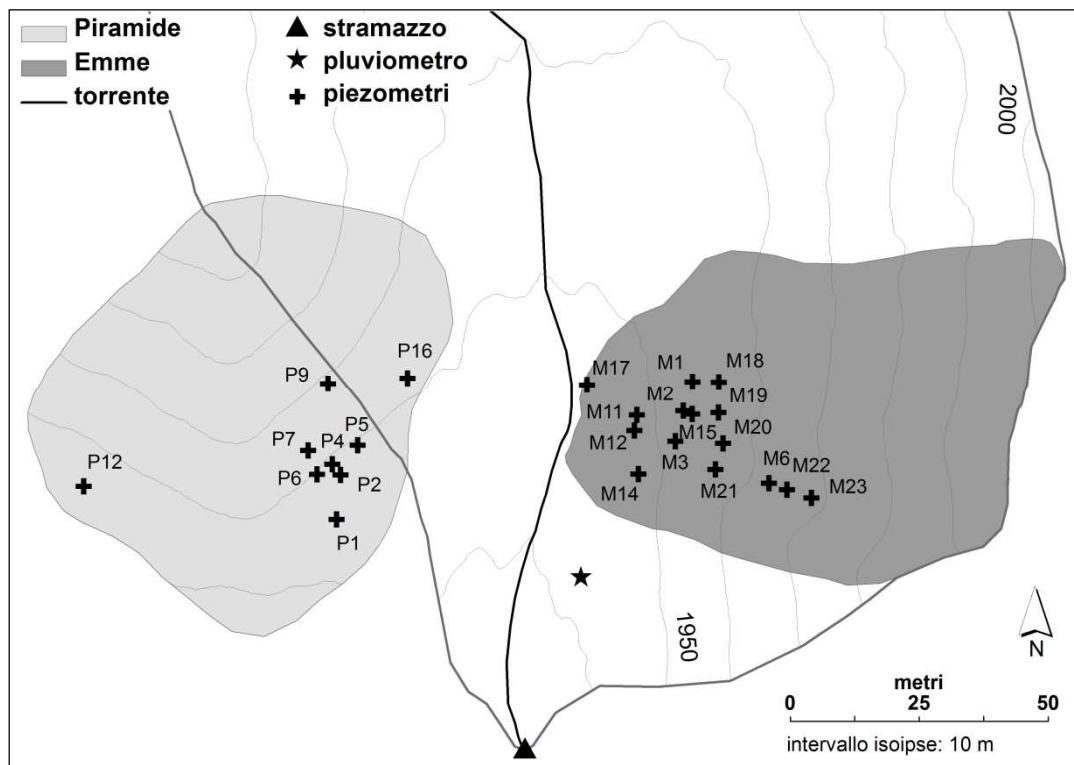 Piramide
Emme
torrente
stramazzo
pluviometro
piezometri
2000
P16
P9
P5
P7
P4
P12
P6
P2
P1
M17
M1
M18
M2
M19
M11
M12
M15
M20
M3
M6
M22
M14
M21
M23
1950
N
metri
0 25 50
intervallo isoipse: 10 m